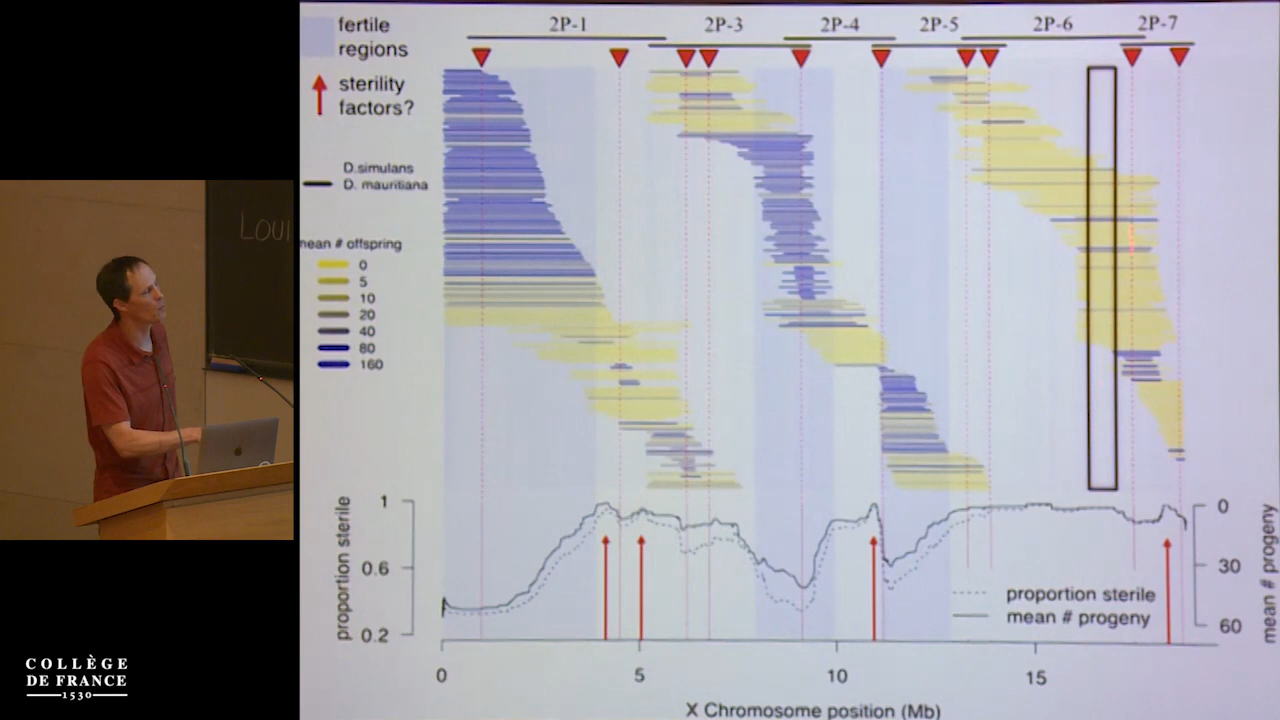 fertile
regions
sterility
factors?
D.simulans
D. mauritiana
mean # offspring
0
5
10
20
40
80
160
2P-1
2P-3
2P-4
2P-5
2P-6
2P-7
proportion sterile
1
0.6
0.2
0
30
60
mean # progeny
proportion sterile
mean # progeny
0
5
10
15
X Chromosome position (Mb)
LOUI
COLLÈGE
DE FRANCE
1530